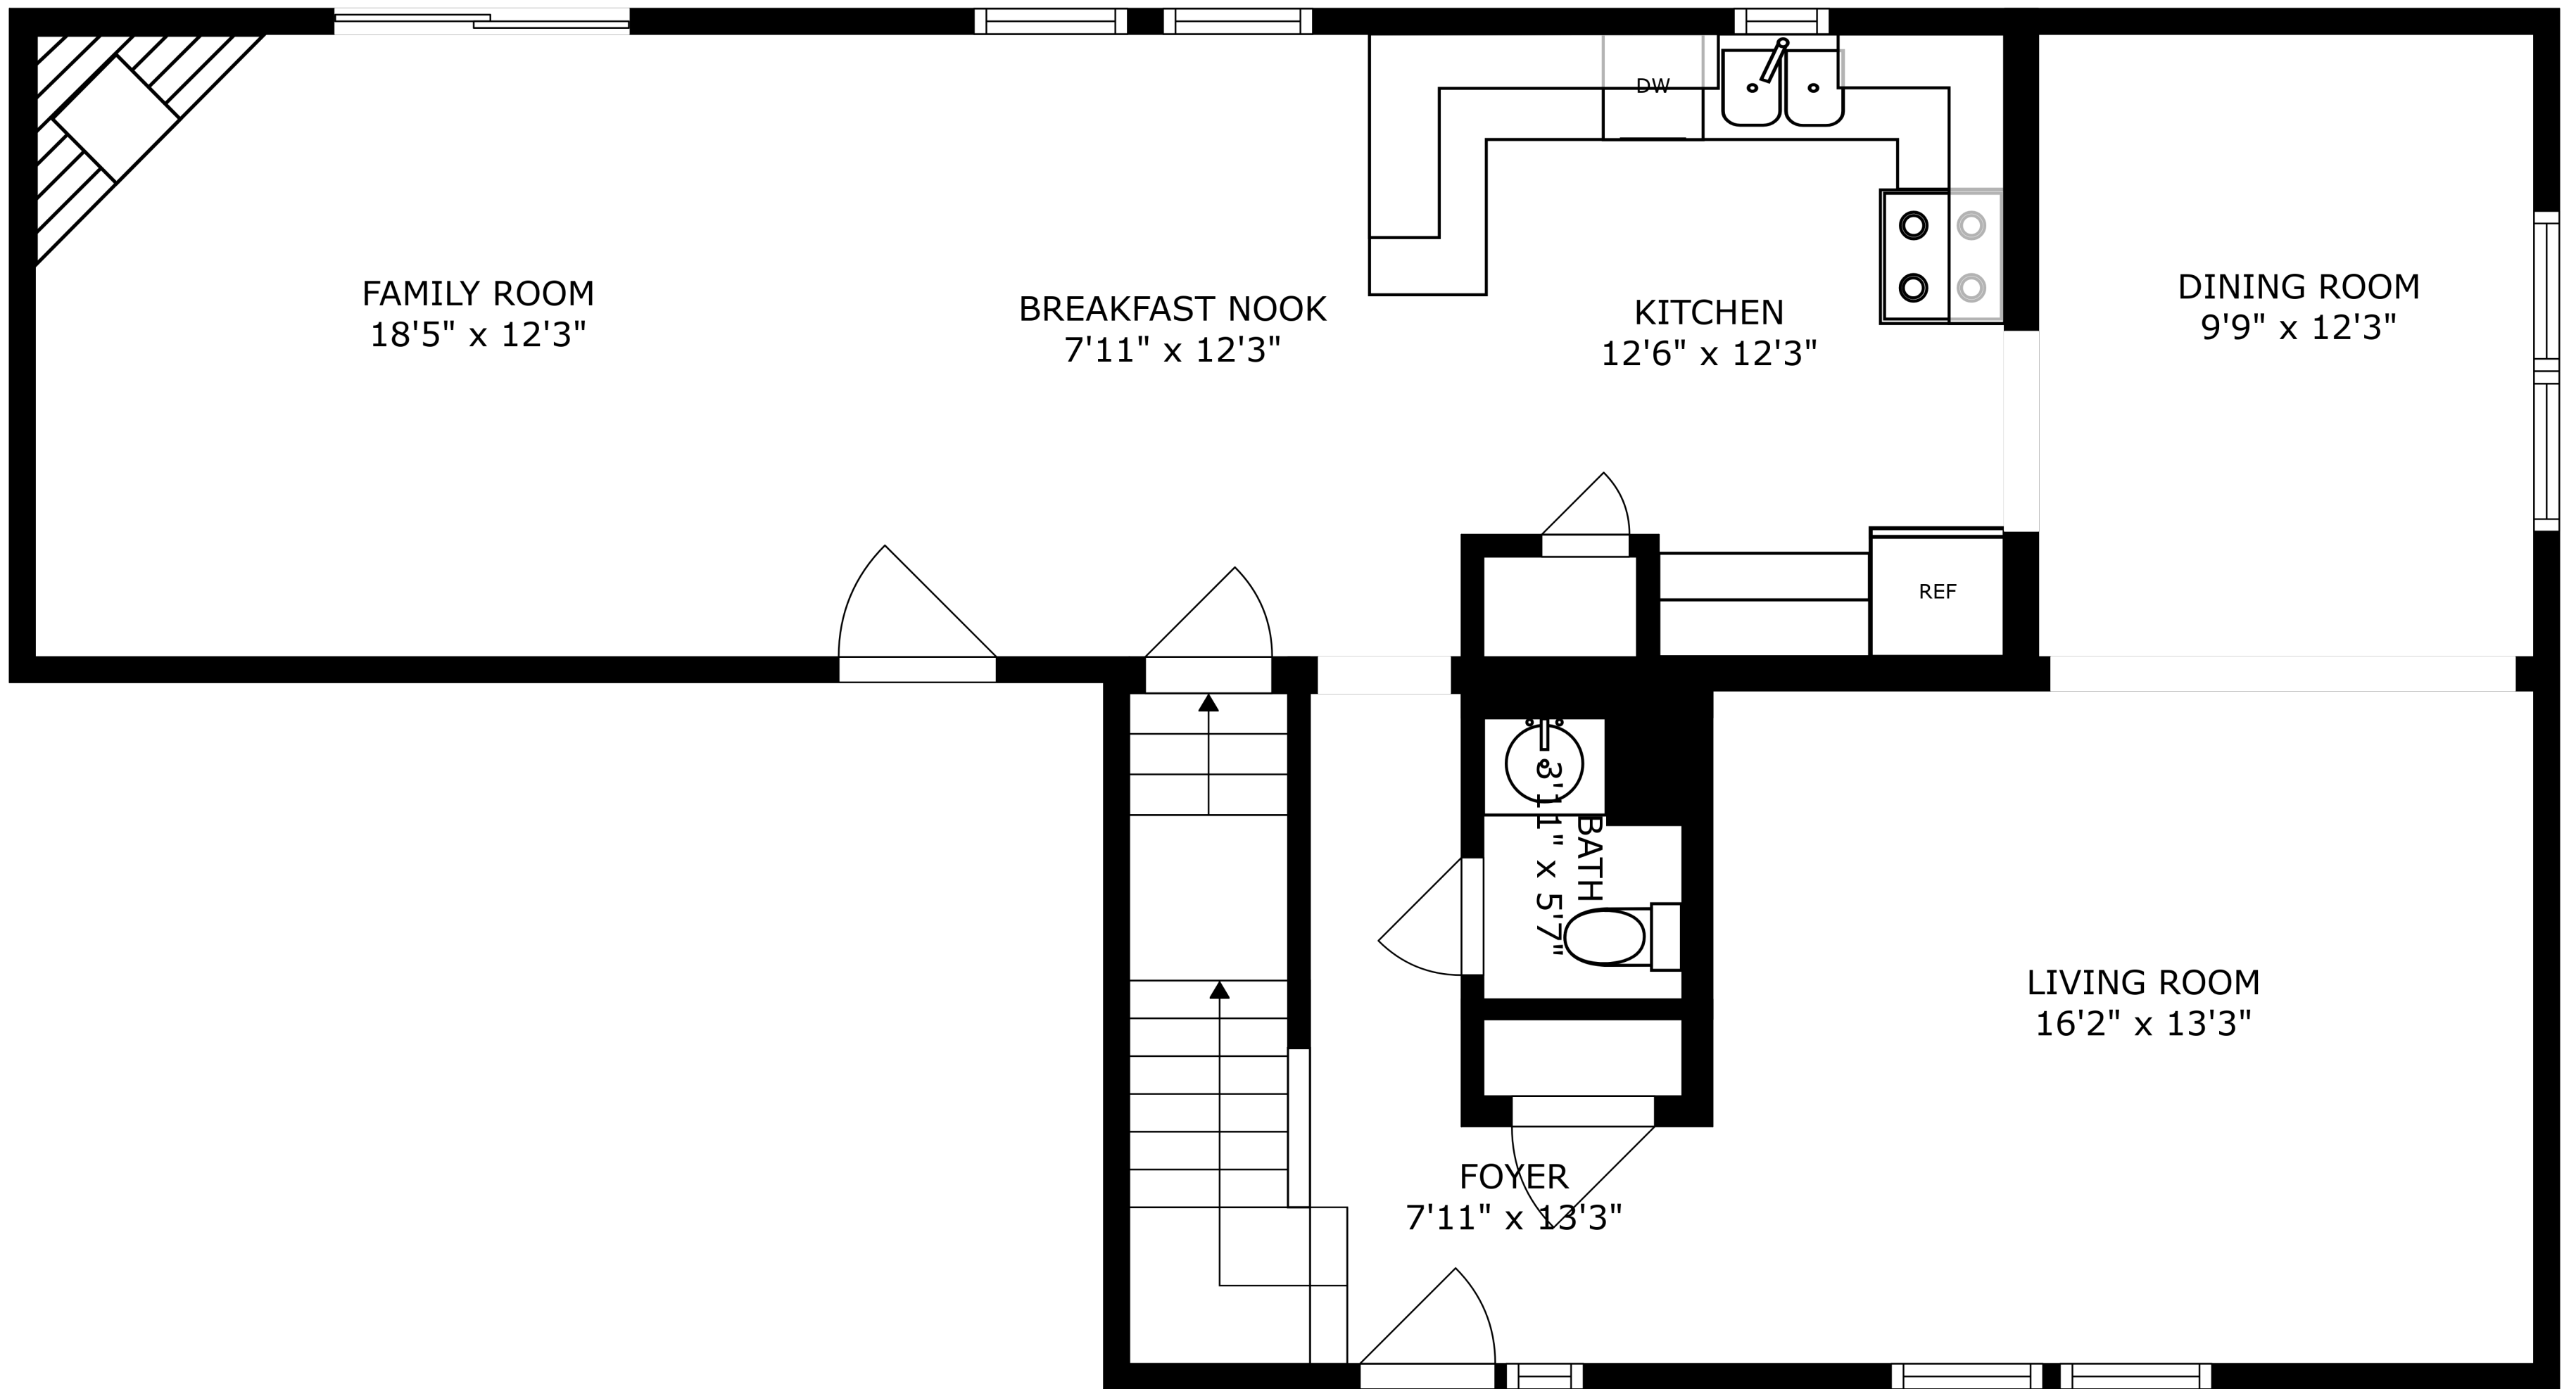 FAMILY ROOM
18'5" x 12'3"
BREAKFAST NOOK
7'11" x 12'3"
DW
KITCHEN
12'6" x 12'3"
DINING ROOM
9'9" x 12'3"
REF
BATH
3'11" x 5'7"
LIVING ROOM
16'2" x 13'3"
FOYER
7'11" x 13'3"